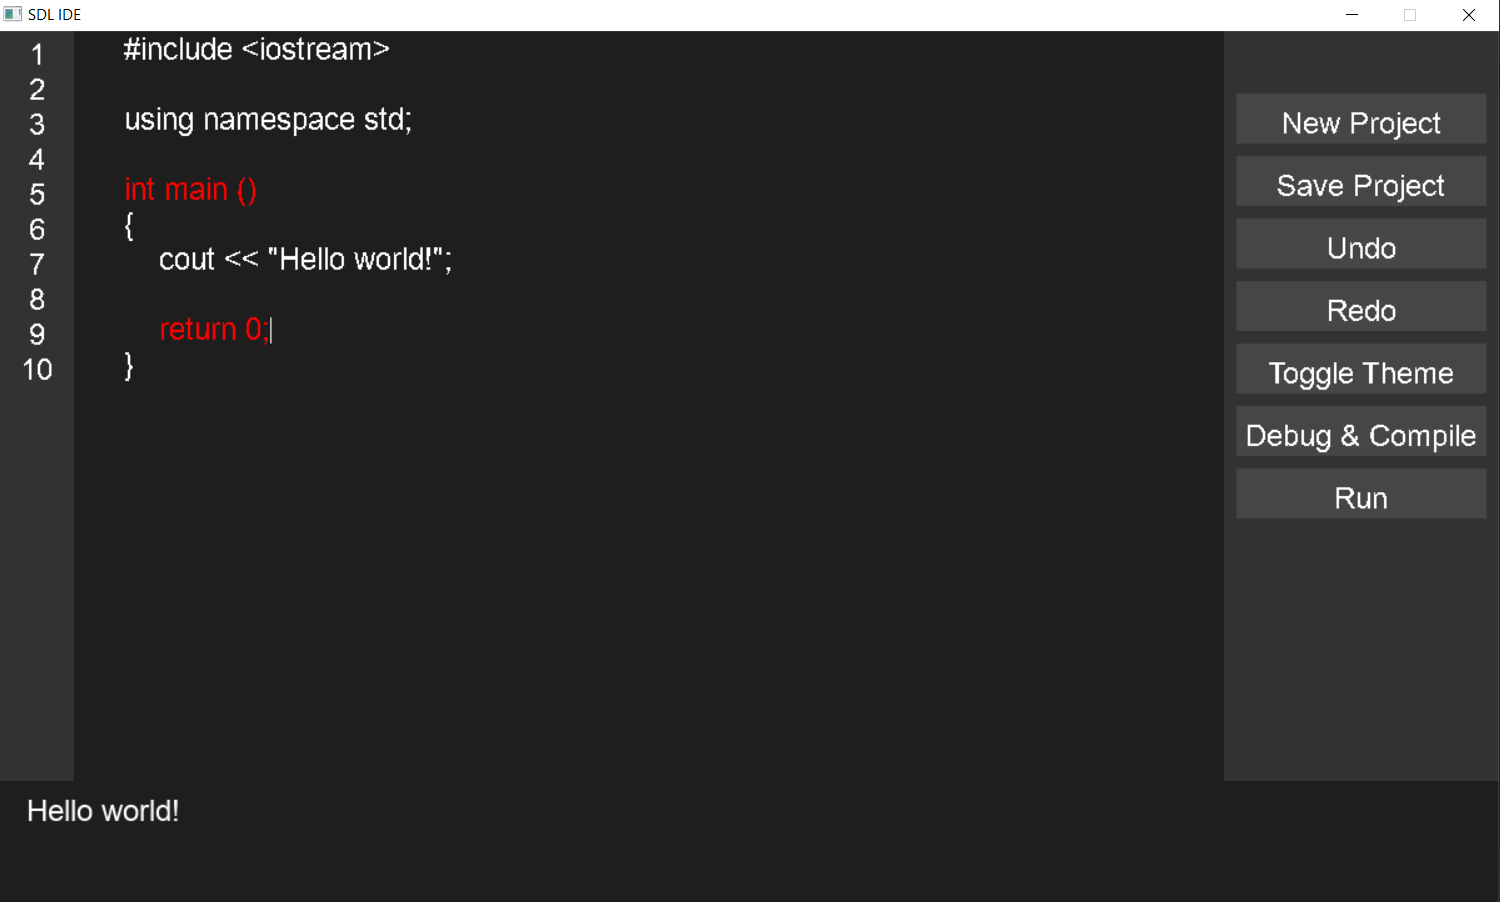 SDL IDE
1
2
3
4
5
6
7
8
9
10
#include <iostream>
using namespace std;
int main ()
{
cout << "Hello world!";
return 0;
}
New Project
Save Project
Undo
Redo
Toggle Theme
Debug & Compile
Run
Hello world!